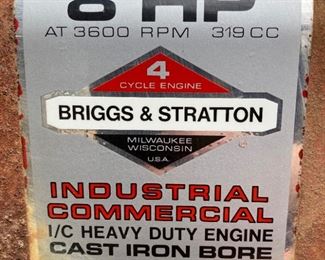 8 HP
AT 3600 RPM 319 CC
4
CYCLE ENGINE
BRIGGS & STRATTON
MILWAUKEE
WISCONSIN
U.S.A.
INDUSTRIAL
COMMERCIAL
I/C HEAVY DUTY ENGINE
CAST IRON BORE